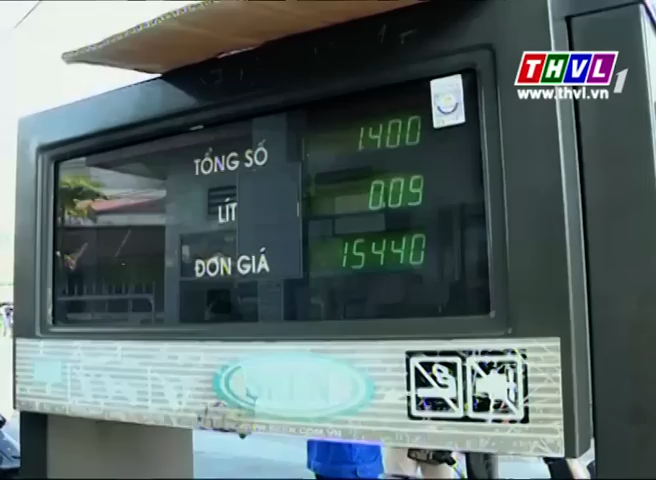 THVL1
www.thvl.vn
TỔNG SỐ 1400
LÍT 0.09
ĐƠN GIÁ 15440